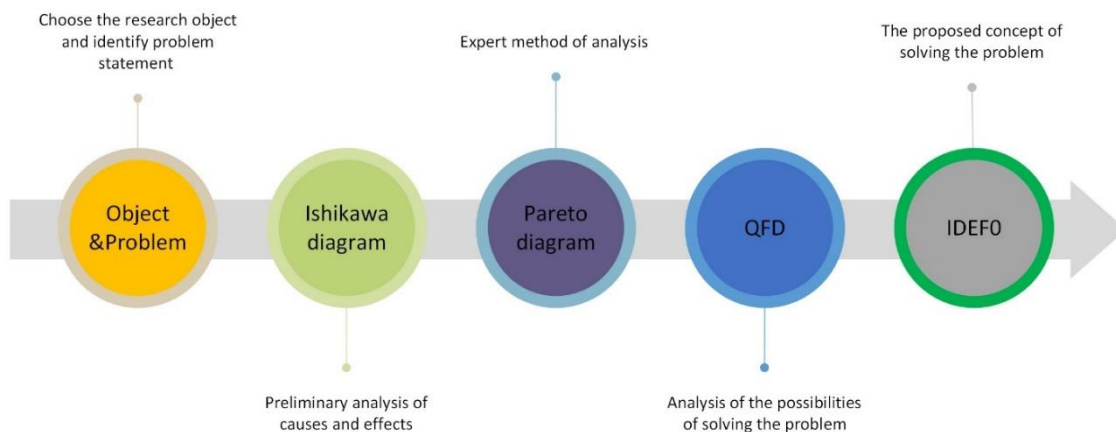 Choose the research object
and identify problem
statement
Expert method of analysis
The proposed concept of
solving the problem
Object
&Problem
Ishikawa
diagram
Pareto
diagram
QFD
IDEF0
Preliminary analysis of
causes and effects
Analysis of the possibilities
of solving the problem